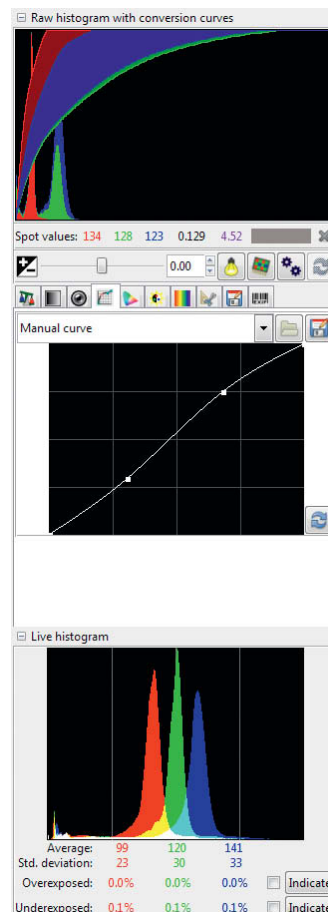 Raw histogram with conversion curves
Spot values: 134 128 123 0.129 4.52
0.00
Manual curve
Live histogram
Average: 99 120 141
Std. deviation: 23 30 33
Overexposed: 0.0% 0.0% 0.0% Indicate
Underexposed: 0.1% 0.1% 0.1% Indicate